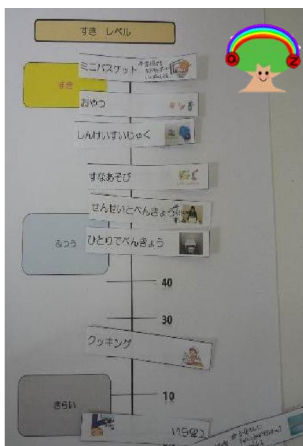 すき レベル
ミニバスケット
すき
おやつ
しんけいすいじゃく
すなあそび
せんせいとべんきょう
ふつう
ひとりでべんきょう
40
30
クッキング
10
きらい